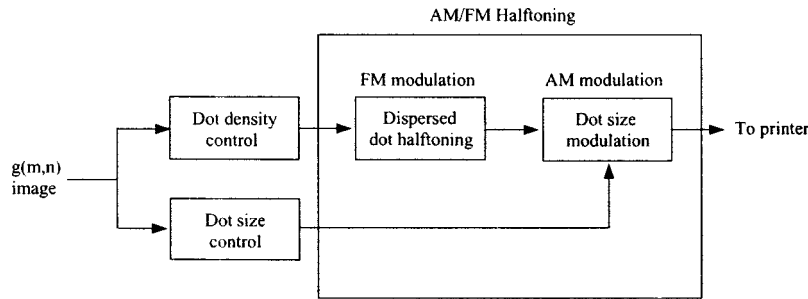 AM/FM Halftoning
FM modulation
AM modulation
Dot density
control
Dispersed
dot halftoning
Dot size
modulation
To printer
g(m,n)
image
Dot size
control